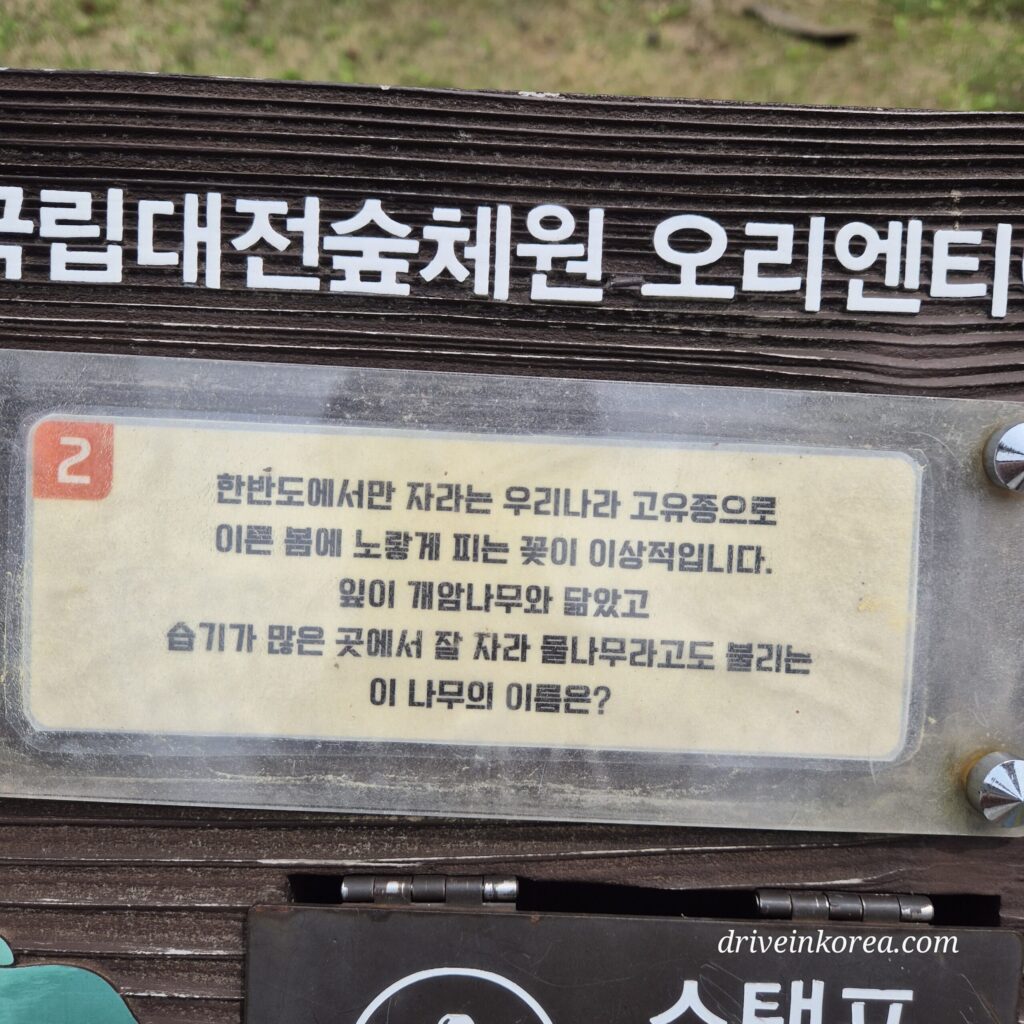 국립대전숲체원 오리엔티
2
한반도에서만 자라는 우리나라 고유종으로
이른 봄에 노랗게 피는 꽃이 이상적입니다.
잎이 개암나무와 닮았고
습기가 많은 곳에서 잘 자라 물나무라고도 불리는
이 나무의 이름은?
driveinkorea.com
스탬프